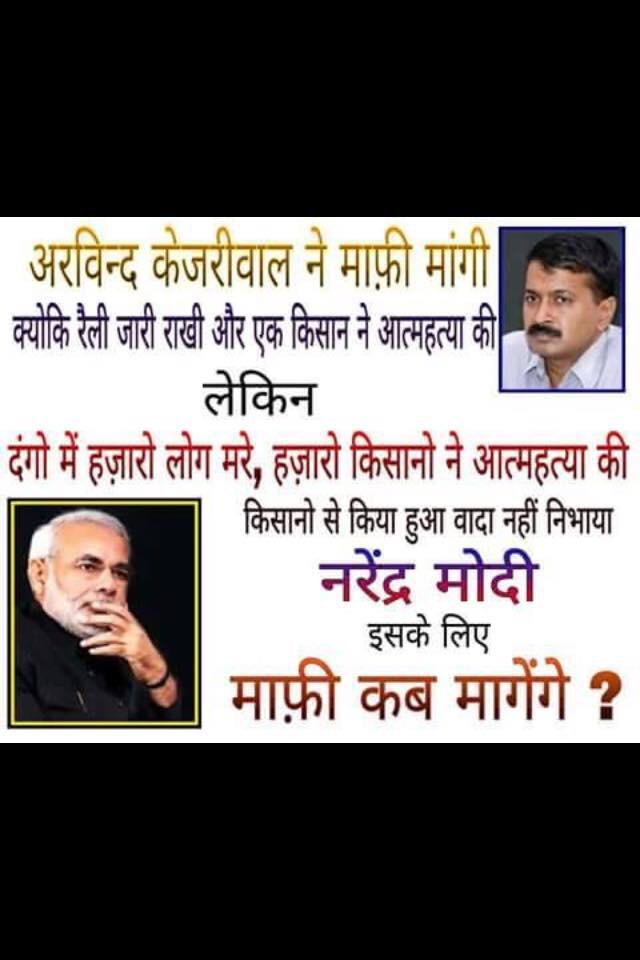 अरविन्द केजरीवाल ने माफ़ी मांगी
क्योकि रैली जारी राखी और एक किसान ने आत्महत्या की
लेकिन
दंगो में हज़ारो लोग मरे, हज़ारो किसानो ने आत्महत्या की
किसानो से किया हुआ वादा नहीं निभाया
नरेंद्र मोदी
इसके लिए
माफ़ी कब मागेंगे ?